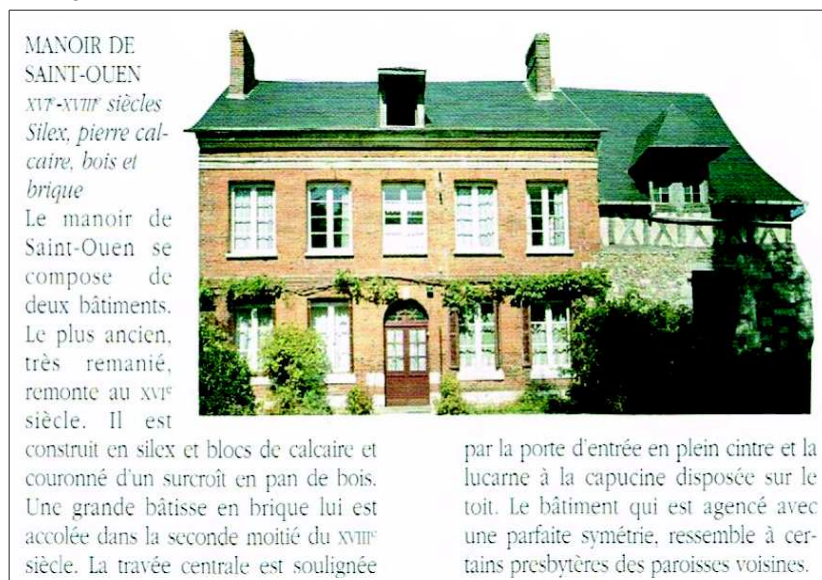 MANOIR DE
SAINT-OUEN
XVIᵉ-XVIIIᵉ siècles
Silex, pierre cal-
caire, bois et
brique
Le manoir de
Saint-Ouen se
compose de
deux bâtiments.
Le plus ancien,
très remanié,
remonte au XVIᵉ
siècle. Il est
construit en silex et blocs de calcaire et
couronné d'un surcroît en pan de bois.
Une grande bâtisse en brique lui est
accolée dans la seconde moitié du XVIIIᵉ
siècle. La travée centrale est soulignée
par la porte d'entrée en plein cintre et la
lucarne à la capucine disposée sur le
toit. Le bâtiment qui est agencé avec
une parfaite symétrie, ressemble à cer-
tains presbytères des paroisses voisines.